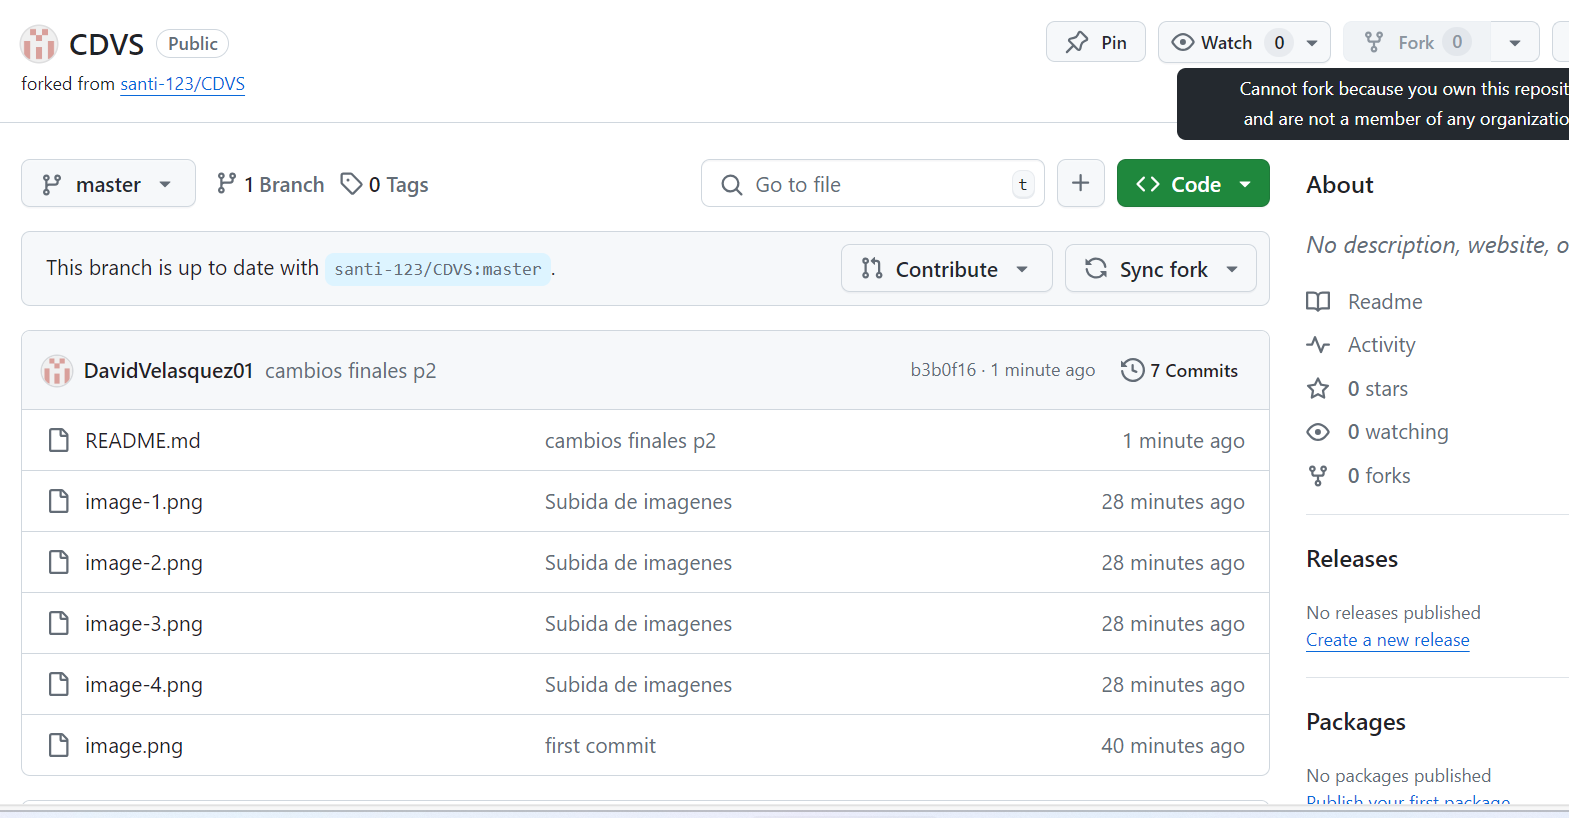 CDVS Public
forked from santi-123/CDVS
Pin
Watch 0
Fork 0
Cannot fork because you own this reposit
and are not a member of any organizatio
master
1 Branch
0 Tags
Go to file t
Code
This branch is up to date with santi-123/CDVS:master .
Contribute
Sync fork
DavidVelasquez01 cambios finales p2 b3b0f16 · 1 minute ago 7 Commits
README.md cambios finales p2 1 minute ago
image-1.png Subida de imagenes 28 minutes ago
image-2.png Subida de imagenes 28 minutes ago
image-3.png Subida de imagenes 28 minutes ago
image-4.png Subida de imagenes 28 minutes ago
image.png first commit 40 minutes ago
About
No description, website, o
Readme
Activity
0 stars
0 watching
0 forks
Releases
No releases published
Create a new release
Packages
No packages published
Publish your first package